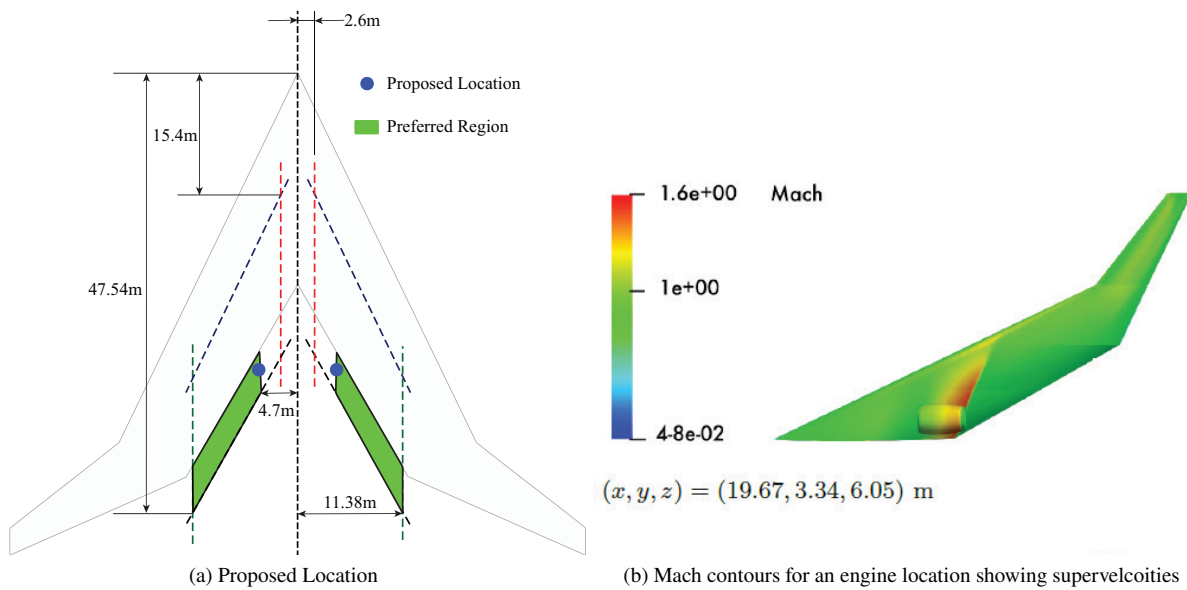 2.6m
Proposed Location
Preferred Region
15.4m
47.54m
4.7m
11.38m
(a) Proposed Location
1.6e+00 Mach
1e+00
4-8e-02
(x, y, z) = (19.67, 3.34, 6.05) m
(b) Mach contours for an engine location showing supervelcoities